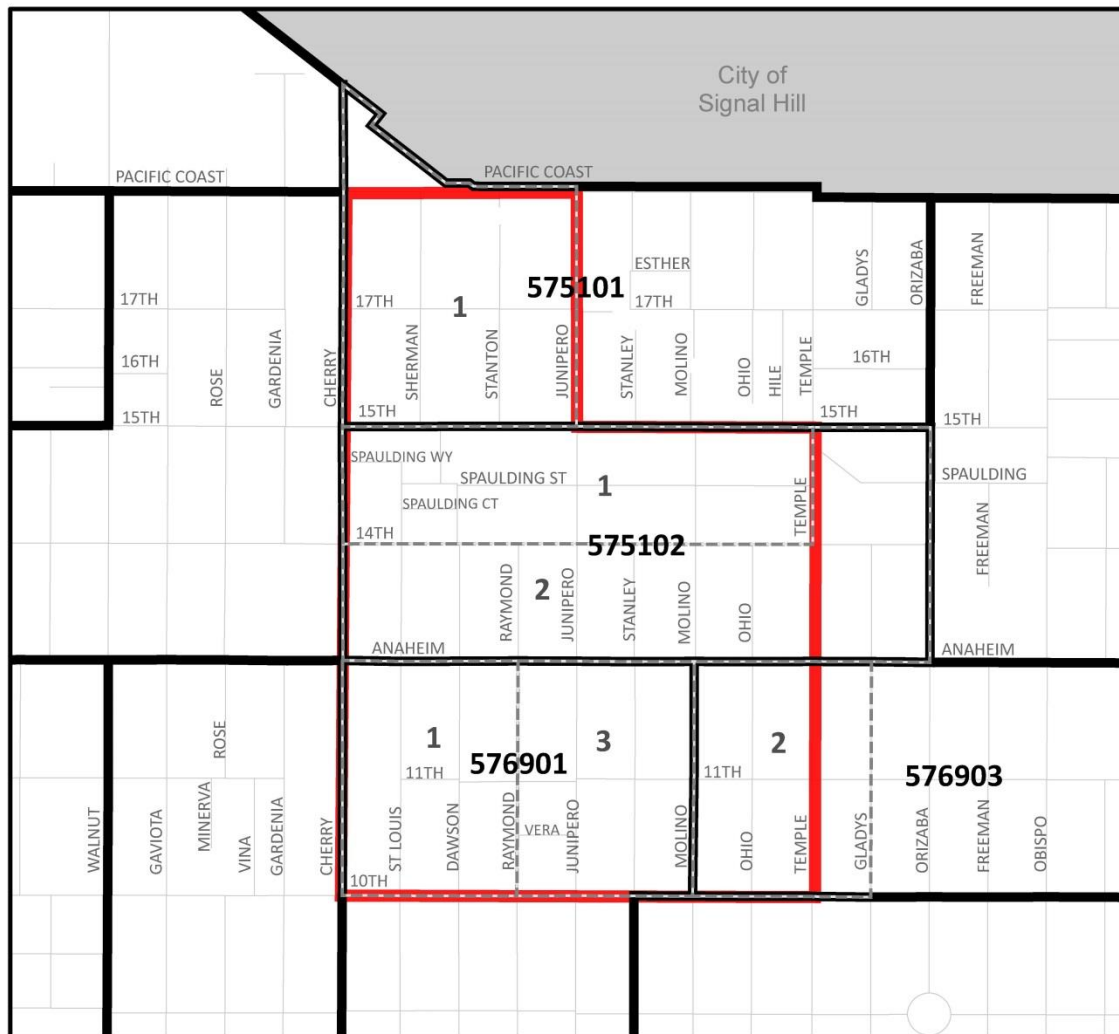 City of
Signal Hill
PACIFIC COAST
PACIFIC COAST
ESTHER
GLADYS
ORIZABA
FREEMAN
575101
17TH
17TH
1
17TH
16TH
ROSE
GARDENIA
CHERRY
SHERMAN
STANTON
JUNIPERO
STANLEY
MOLINO
OHIO
HILE
TEMPLE
16TH
15TH
15TH
15TH
15TH
SPAULDING WY
SPAULDING ST
1
SPAULDING
SPAULDING CT
TEMPLE
14TH
575102
FREEMAN
2
RAYMOND
JUNIPERO
STANLEY
MOLINO
OHIO
ANAHEIM
ANAHEIM
ROSE
1
3
2
576901
11TH
11TH
576903
WALNUT
GAVIOTA
MINERVA
VINA
GARDENIA
CHERRY
ST LOUIS
DAWSON
RAYMOND
VERA
JUNIPERO
MOLINO
OHIO
TEMPLE
GLADYS
ORIZABA
FREEMAN
OBISPO
10TH